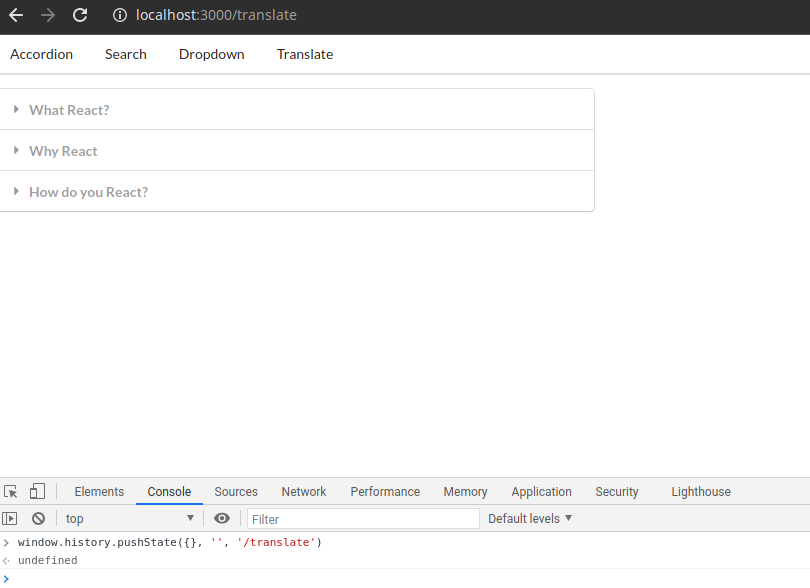 localhost:3000/translate
Accordion Search Dropdown Translate
What React?
Why React
How do you React?
Elements Console Sources Network Performance Memory Application Security Lighthouse
top Filter Default levels
window.history.pushState({}, '', '/translate')
undefined